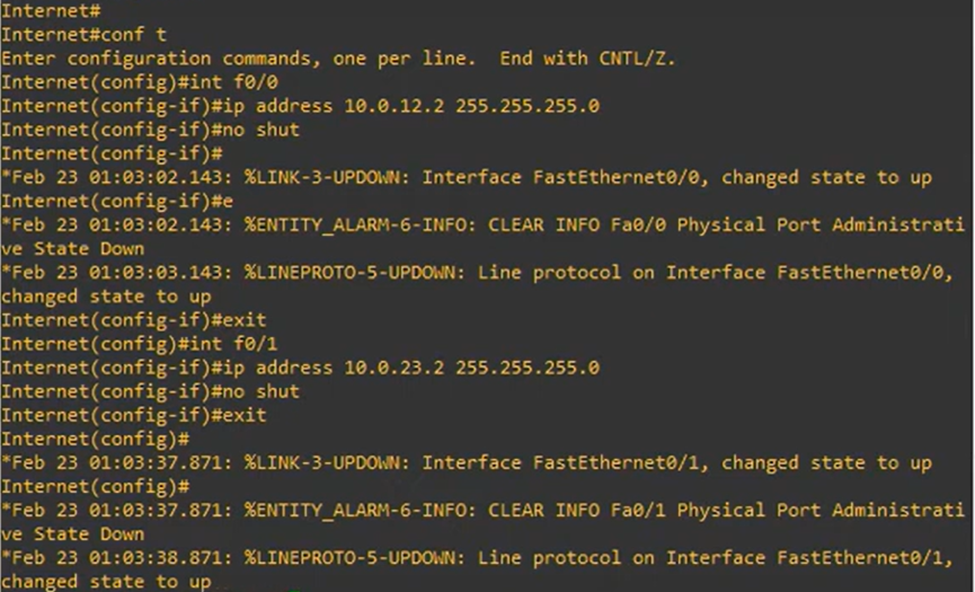 Internet#
Internet#conf t
Enter configuration commands, one per line.  End with CNTL/Z.
Internet(config)#int f0/0
Internet(config-if)#ip address 10.0.12.2 255.255.255.0
Internet(config-if)#no shut
Internet(config-if)#
*Feb 23 01:03:02.143: %LINK-3-UPDOWN: Interface FastEthernet0/0, changed state to up
Internet(config-if)#e
*Feb 23 01:03:02.143: %ENTITY_ALARM-6-INFO: CLEAR INFO Fa0/0 Physical Port Administrati
ve State Down
*Feb 23 01:03:03.143: %LINEPROTO-5-UPDOWN: Line protocol on Interface FastEthernet0/0,
changed state to up
Internet(config-if)#exit
Internet(config)#int f0/1
Internet(config-if)#ip address 10.0.23.2 255.255.255.0
Internet(config-if)#no shut
Internet(config-if)#exit
Internet(config)#
*Feb 23 01:03:37.871: %LINK-3-UPDOWN: Interface FastEthernet0/1, changed state to up
Internet(config)#
*Feb 23 01:03:37.871: %ENTITY_ALARM-6-INFO: CLEAR INFO Fa0/1 Physical Port Administrati
ve State Down
*Feb 23 01:03:38.871: %LINEPROTO-5-UPDOWN: Line protocol on Interface FastEthernet0/1,
changed state to up